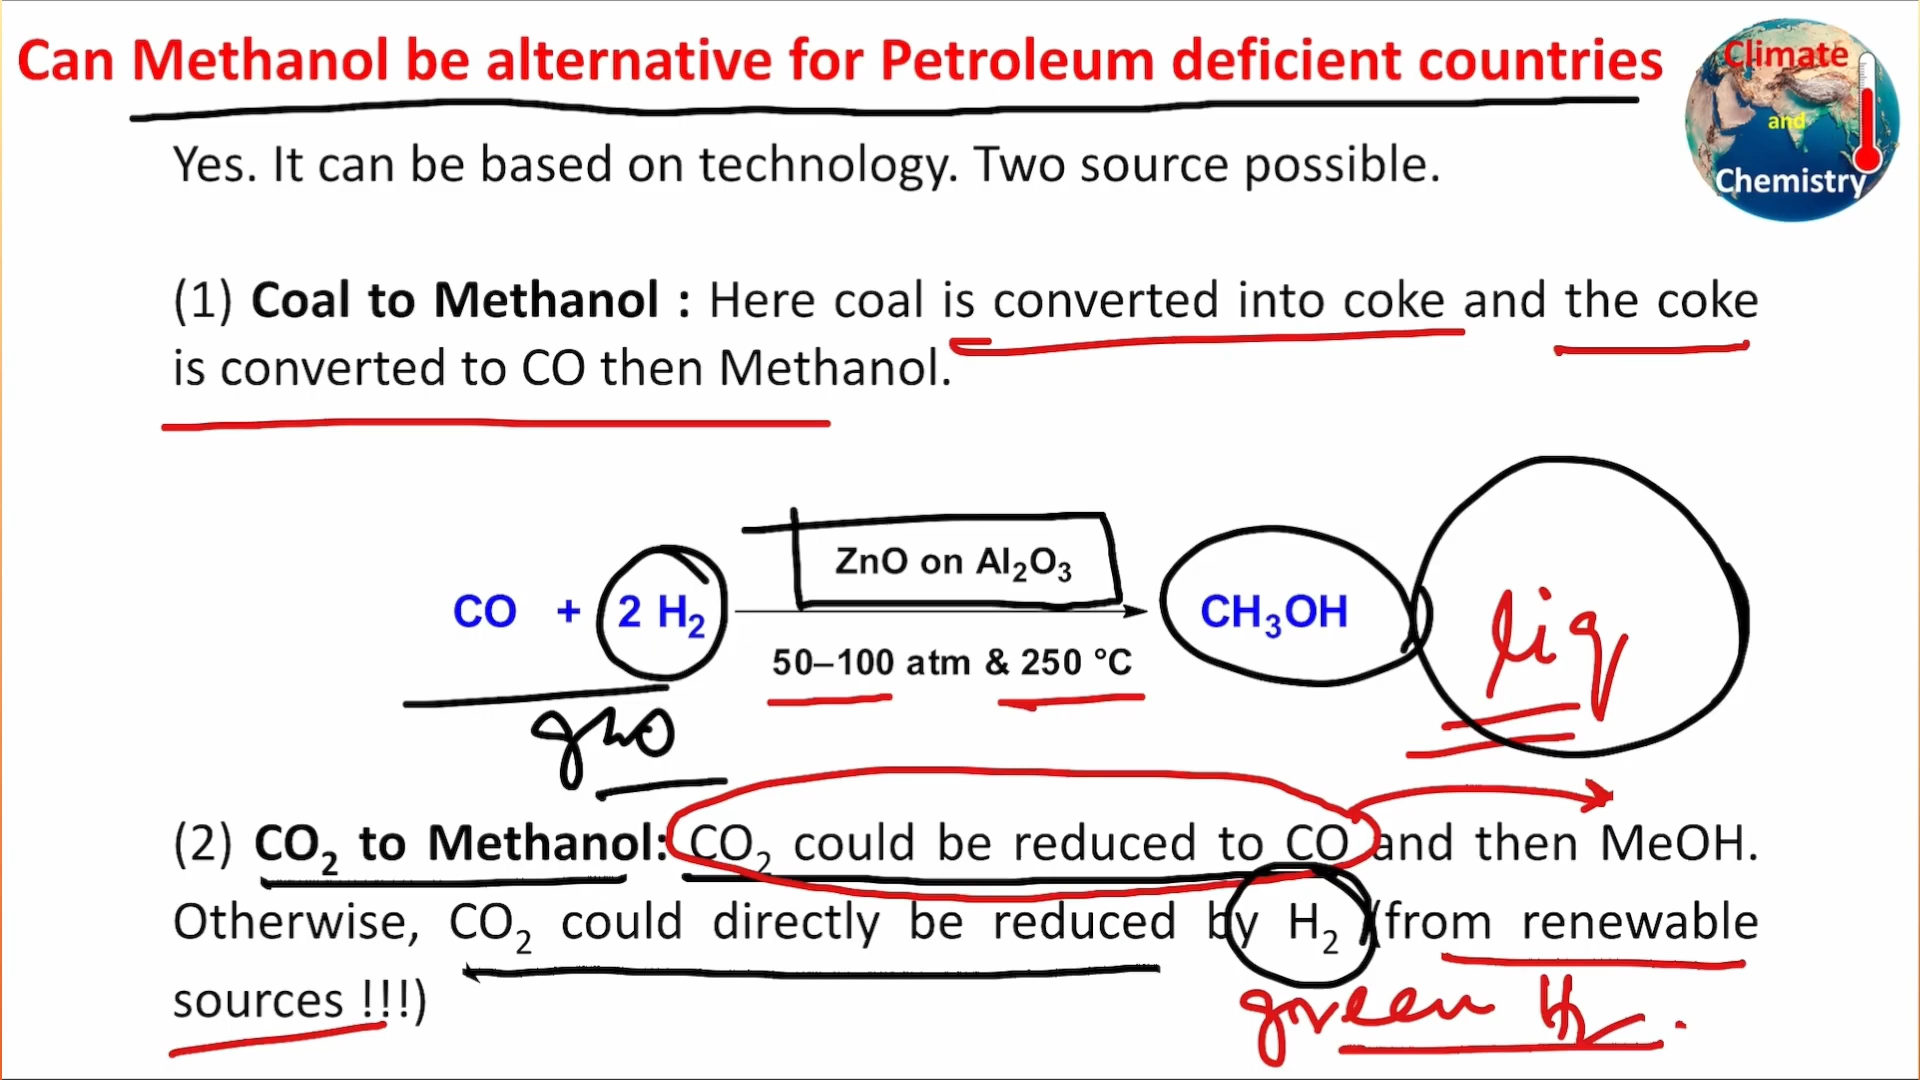 Can Methanol be alternative for Petroleum deficient countries
Climate
and
Chemistry
Yes. It can be based on technology. Two source possible.
(1) Coal to Methanol : Here coal is converted into coke and the coke
is converted to CO then Methanol.
ZnO on Al₂O₃
CO + 2 H₂ CH₃OH
50–100 atm & 250 °C
liq
(2) CO₂ to Methanol: CO₂ could be reduced to CO and then MeOH.
Otherwise, CO₂ could directly be reduced by H₂ (from renewable
sources !!!)
green H₂